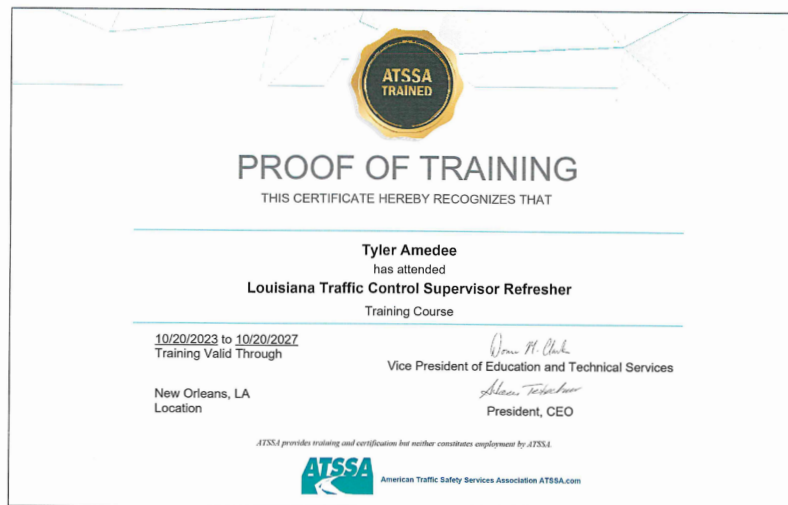 ATSSA
TRAINED
PROOF OF TRAINING
THIS CERTIFICATE HEREBY RECOGNIZES THAT
Tyler Amedee
has attended
Louisiana Traffic Control Supervisor Refresher
Training Course
10/20/2023 to 10/20/2027
Training Valid Through
Vice President of Education and Technical Services
New Orleans, LA
Location
President, CEO
ATSSA provides training and certification but neither constitutes employment by ATSSA.
ATSSA
American Traffic Safety Services Association ATSSA.com